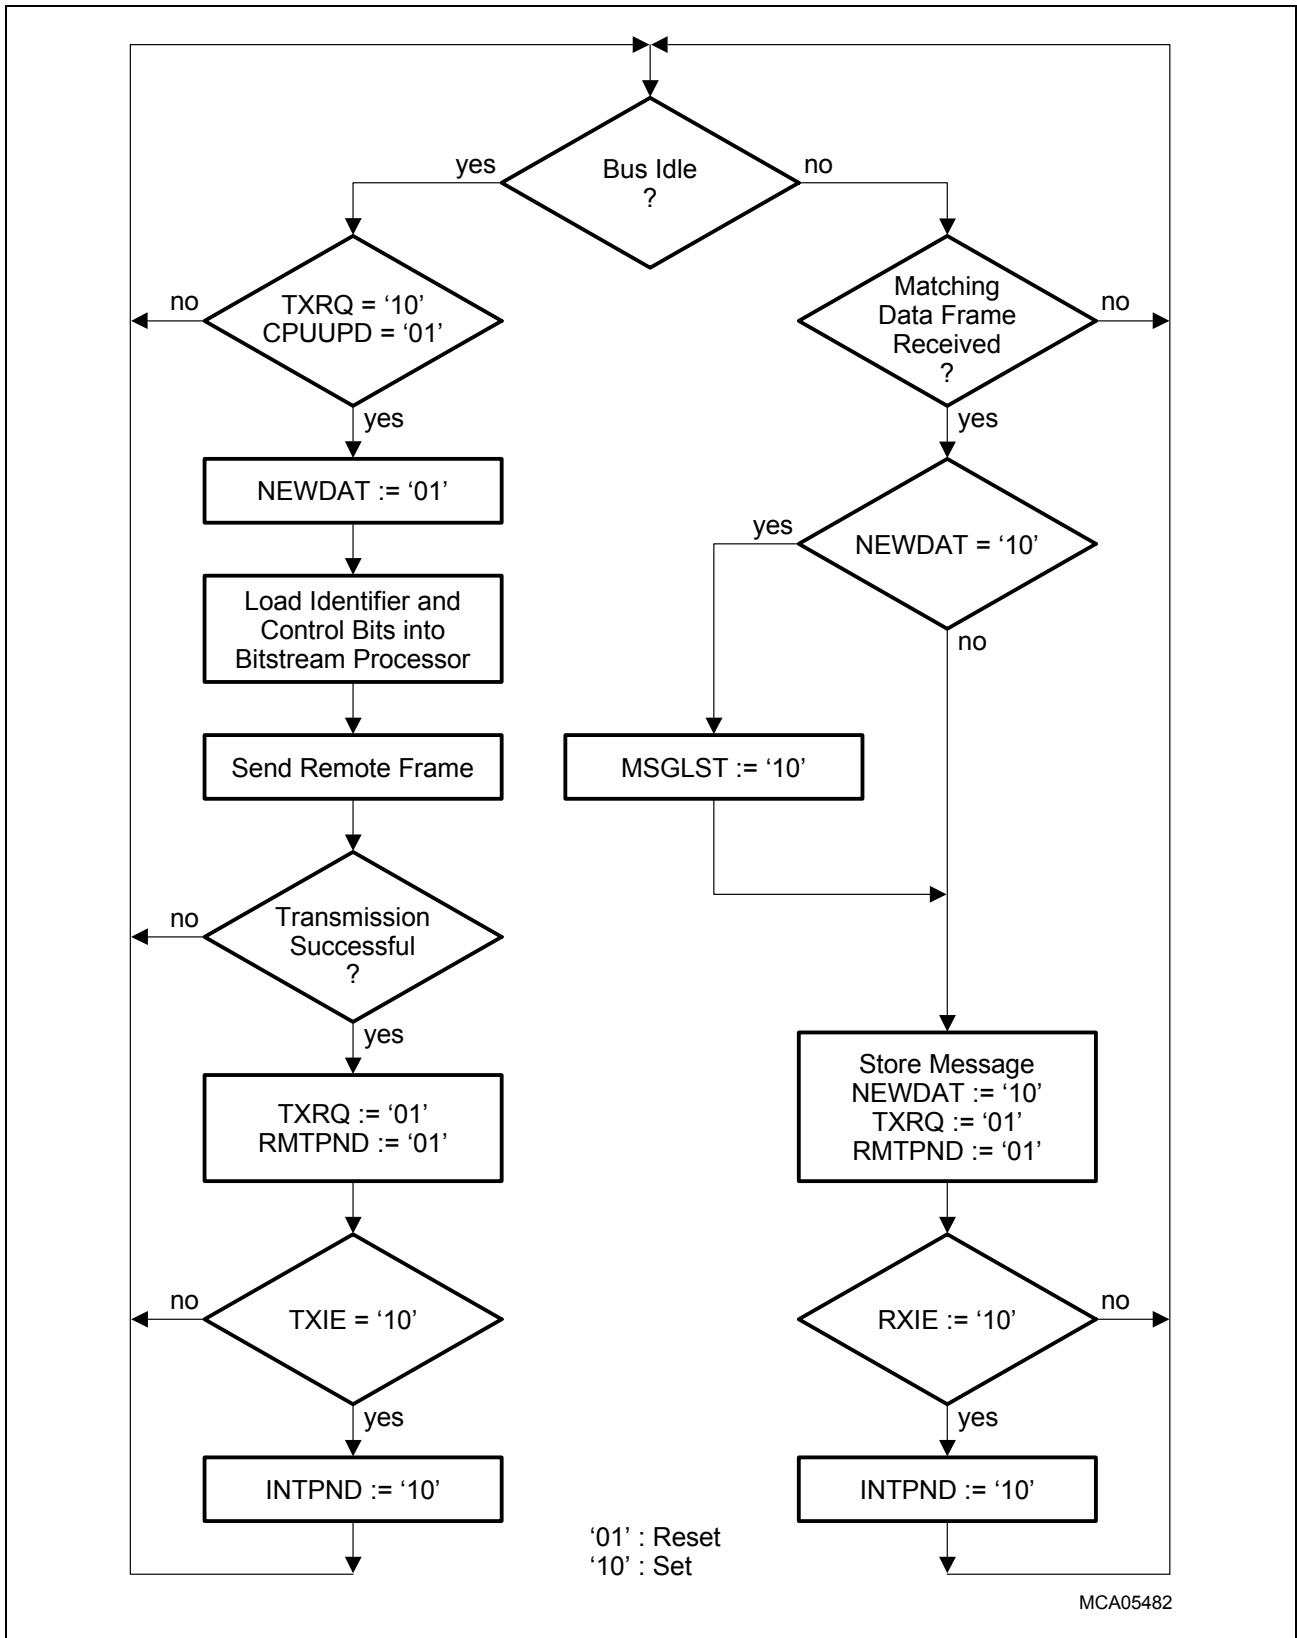 Bus Idle
?
yes
no
TXRQ = ‘10’
CPUUPD = ‘01’
no
yes
NEWDAT := ‘01’
Load Identifier and
Control Bits into
Bitstream Processor
Send Remote Frame
Transmission
Successful
?
no
yes
TXRQ := ‘01’
RMTPND := ‘01’
TXIE = ‘10’
no
yes
INTPND := ‘10’
Matching
Data Frame
Received
?
no
yes
NEWDAT = ‘10’
yes
no
MSGLST := ‘10’
Store Message
NEWDAT := ‘10’
TXRQ := ‘01’
RMTPND := ‘01’
RXIE := ‘10’
no
yes
INTPND := ‘10’
‘01’ : Reset
‘10’ : Set
MCA05482